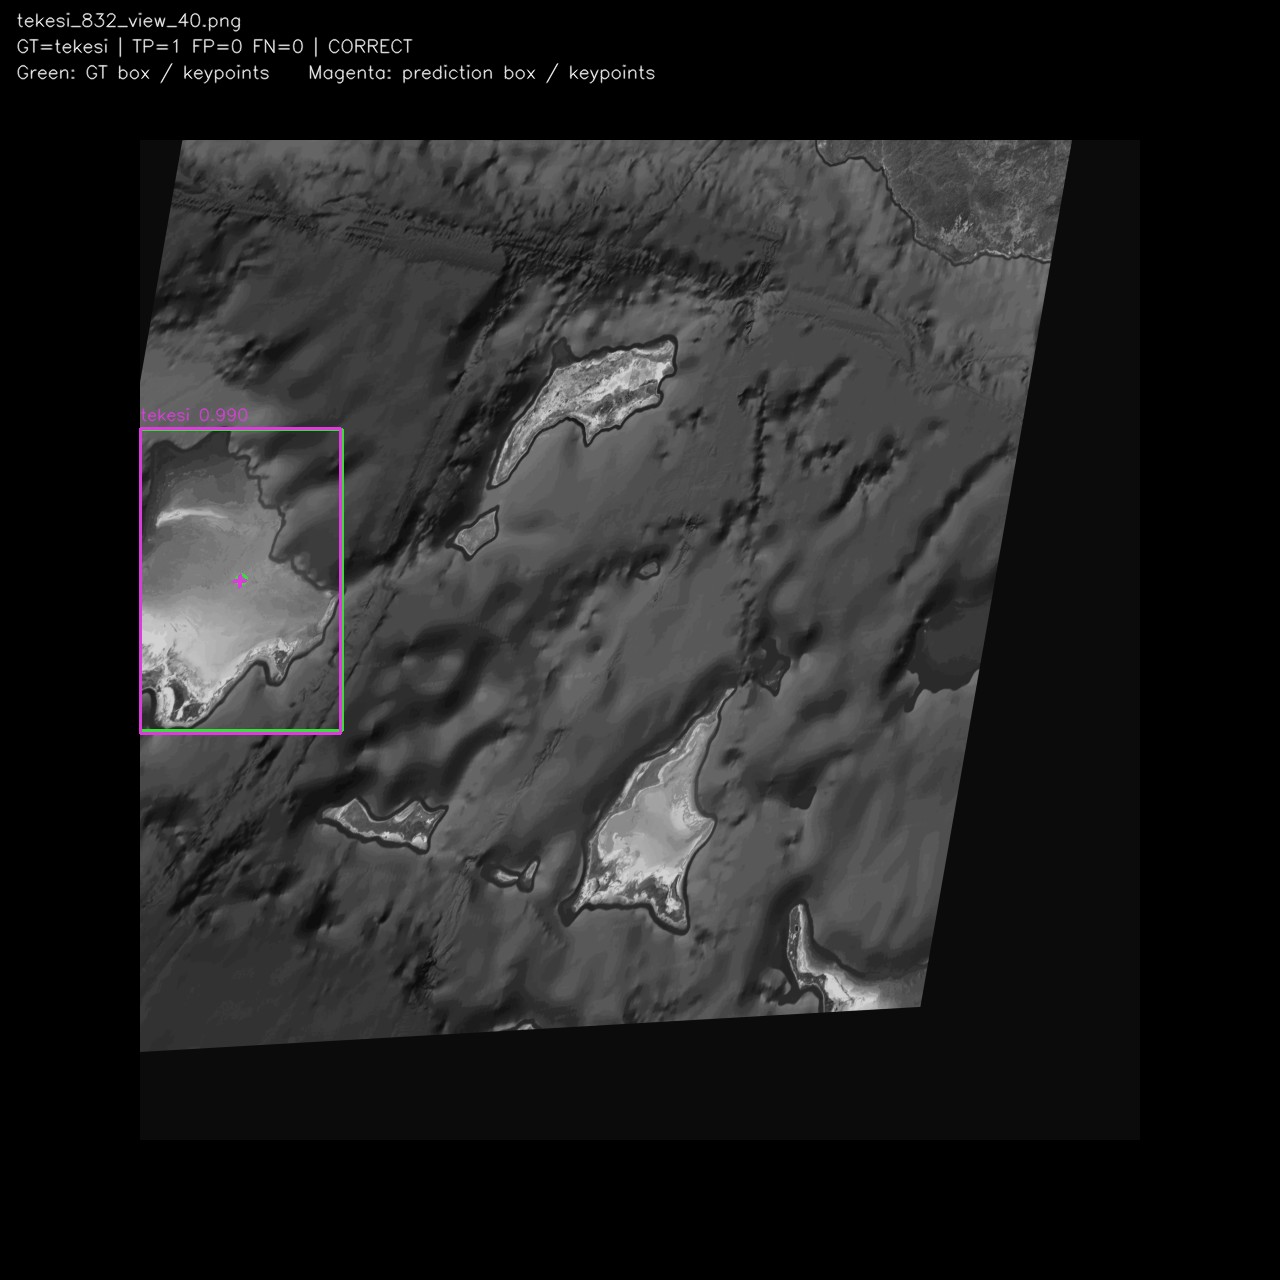 tekesi_832_view_40.png
GT=tekesi | TP=1 FP=0 FN=0 | CORRECT
Green: GT box / keypoints    Magenta: prediction box / keypoints
tekesi 0.990